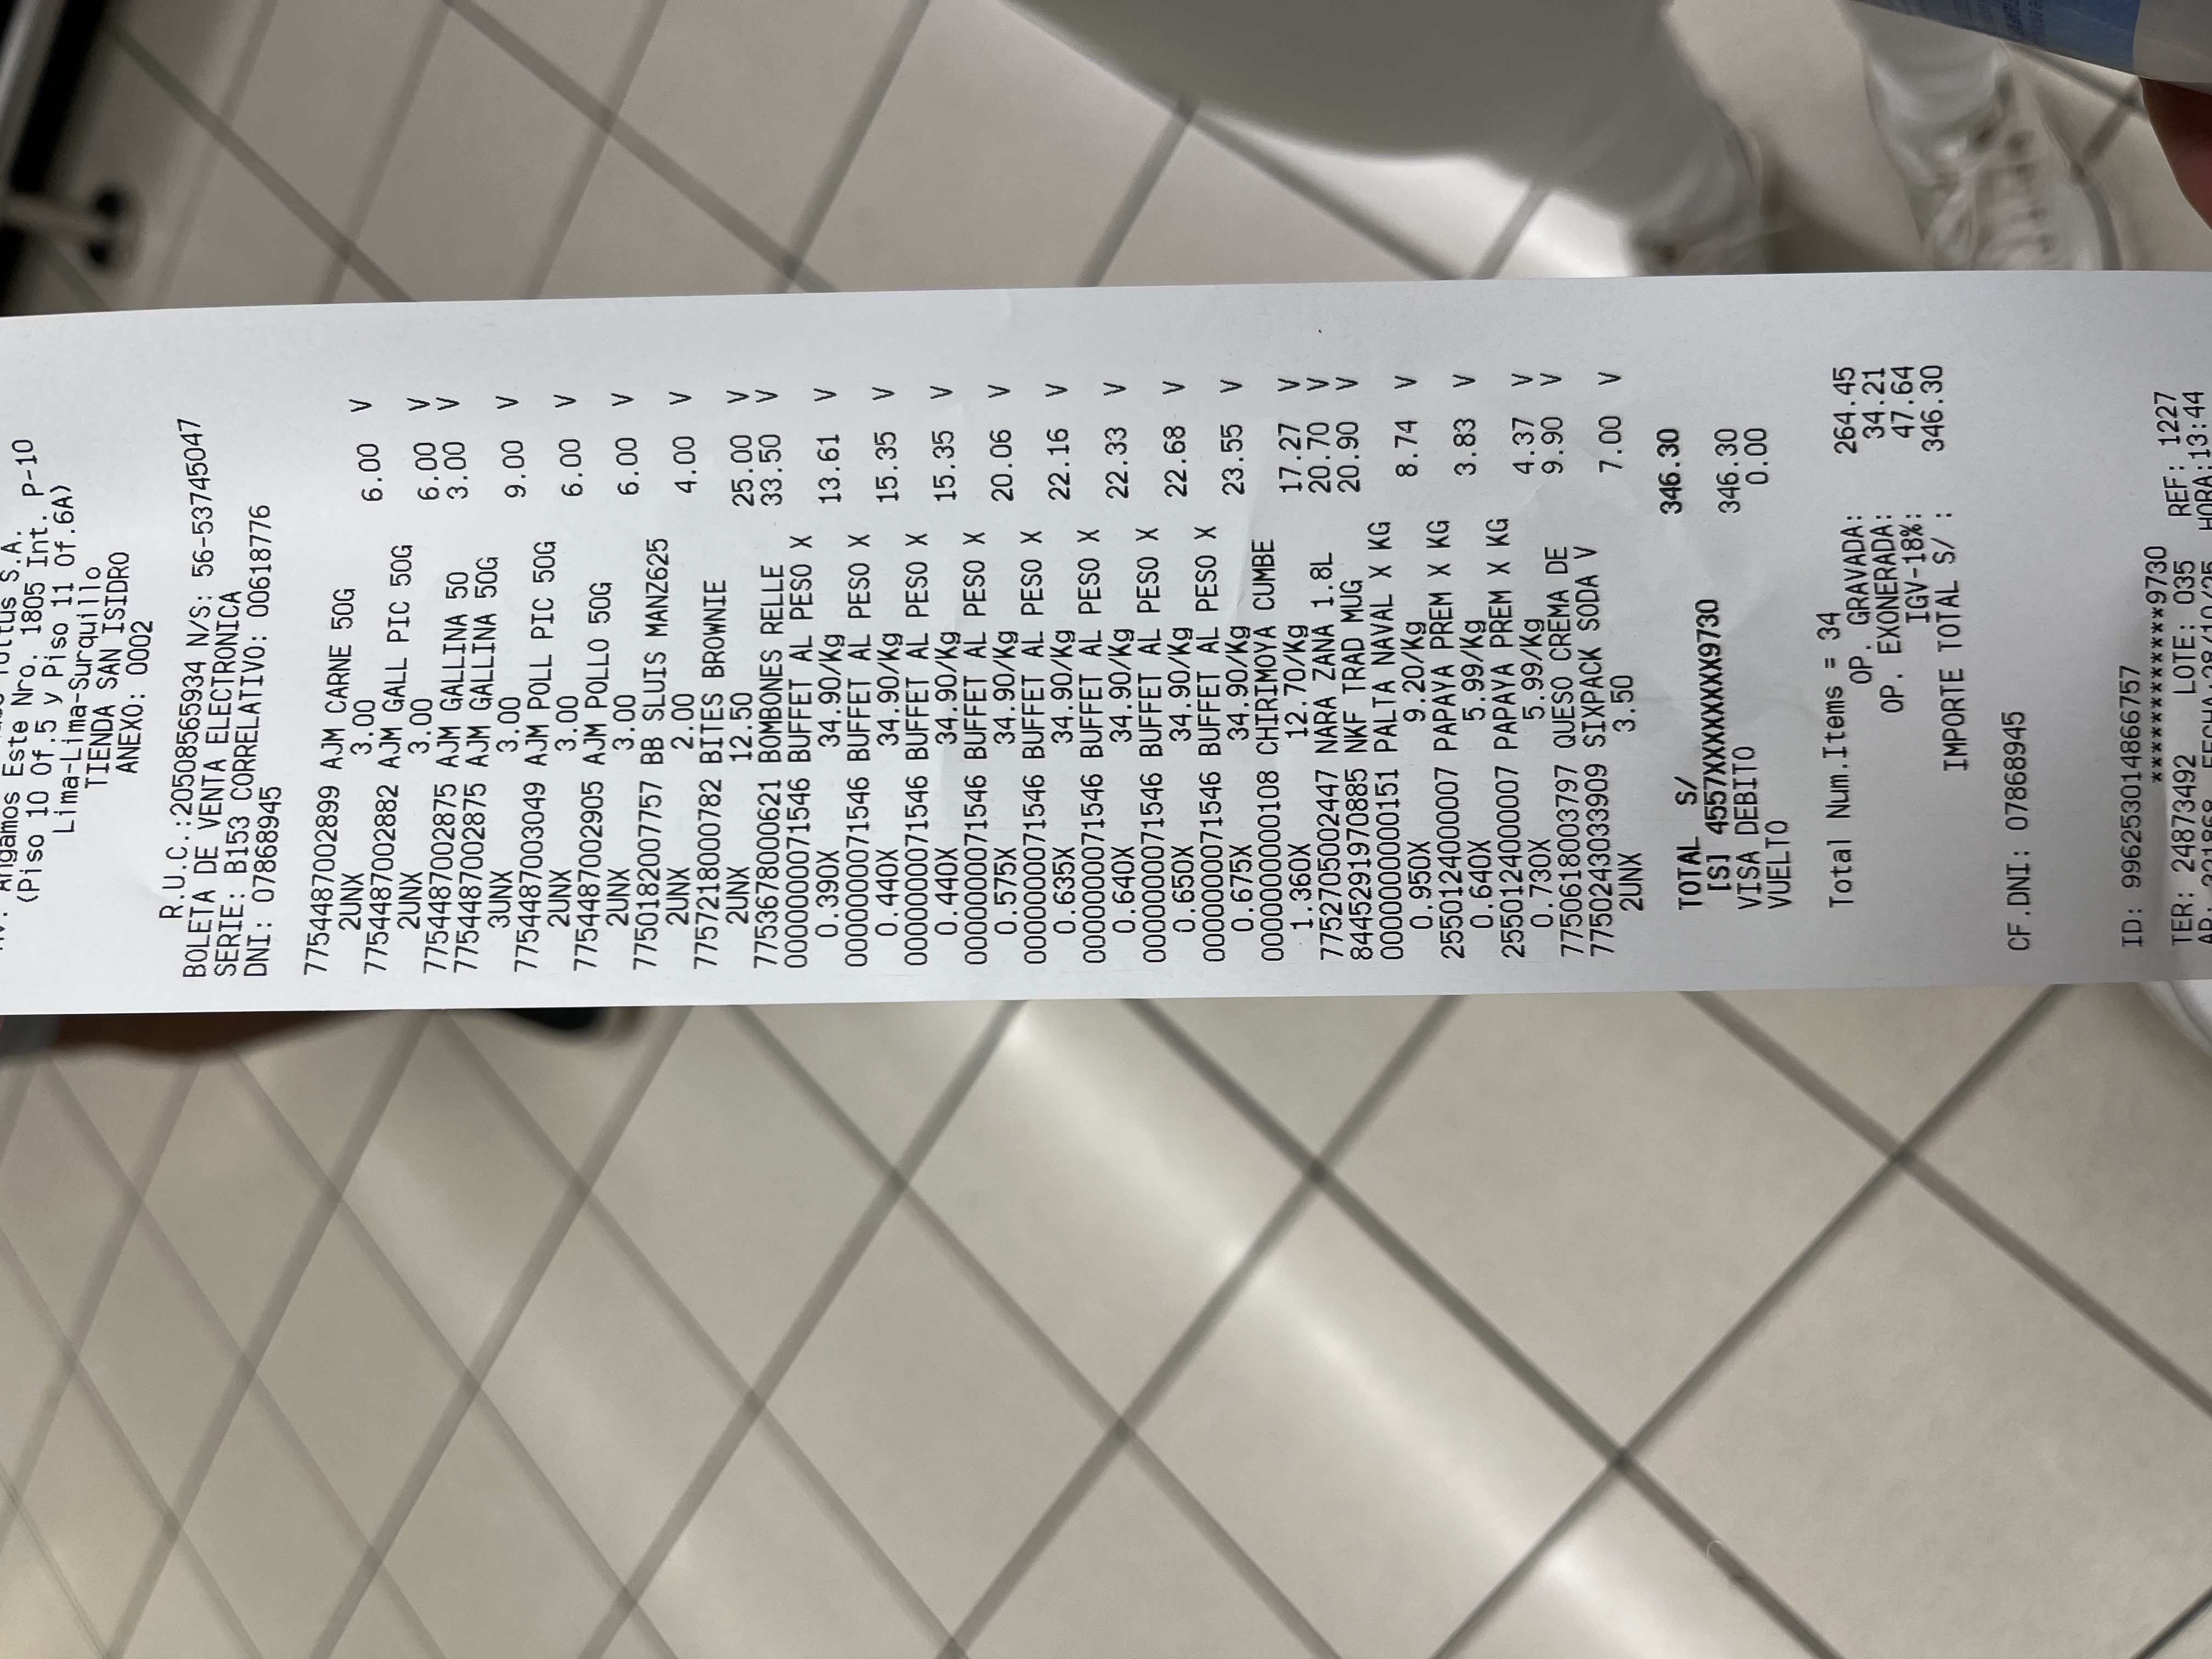 Tottus S.A.
Av. Angamos Este Nro. 1805 Int. P-10
(Piso 10 Of.5 y Piso 11 Of.6A)
Lima-Lima-Surquillo
TIENDA SAN ISIDRO
ANEXO: 0002
R.U.C.:20508565934 N/S: 56-53745047
BOLETA DE VENTA ELECTRONICA
SERIE: B153 CORRELATIVO: 00618776
DNI: 07868945
7754487002899 AJM CARNE 50G
2UNX 3.00 6.00 V
7754487002882 AJM GALL PIC 50G
2UNX 3.00 6.00 V
7754487002875 AJM GALLINA 50 3.00 V
7754487002875 AJM GALLINA 50G
3UNX 3.00 9.00 V
7754487003049 AJM POLL PIC 50G
2UNX 3.00 6.00 V
7754487002905 AJM POLLO 50G
2UNX 3.00 6.00 V
7750182007757 BB SLUIS MANZ625
2UNX 2.00 4.00 V
7757218000782 BITES BROWNIE
2UNX 12.50 25.00 V
7753678000621 BOMBONES RELLE 33.50 V
0000000071546 BUFFET AL PESO X
0.390X 34.90/Kg 13.61 V
0000000071546 BUFFET AL PESO X
0.440X 34.90/Kg 15.35 V
0000000071546 BUFFET AL PESO X
0.440X 34.90/Kg 15.35 V
0000000071546 BUFFET AL PESO X
0.575X 34.90/Kg 20.06 V
0000000071546 BUFFET AL PESO X
0.635X 34.90/Kg 22.16 V
0000000071546 BUFFET AL PESO X
0.640X 34.90/Kg 22.33 V
0000000071546 BUFFET AL PESO X
0.650X 34.90/Kg 22.68 V
0000000071546 BUFFET AL PESO X
0.675X 34.90/Kg 23.55 V
0000000000108 CHIRIMOYA CUMBE
1.360X 12.70/Kg 17.27 V
7752705002447 NARA ZANA 1.8L 20.70 V
8445291970885 NKF TRAD MUG 20.90 V
0000000000151 PALTA NAVAL X KG
0.950X 9.20/Kg 8.74 V
2550124000007 PAPAYA PREM X KG
0.640X 5.99/Kg 3.83 V
2550124000007 PAPAYA PREM X KG
0.730X 5.99/Kg 4.37 V
7750618003797 QUESO CREMA DE 9.90 V
7750243033909 SIXPACK SODA V
2UNX 3.50 7.00 V
TOTAL S/ 346.30
[S] 4557XXXXXXXX9730
VISA DEBITO 346.30
VUELTO 0.00
Total Num.Items = 34
OP. GRAVADA: 264.45
OP. EXONERADA: 34.21
IGV-18%: 47.64
IMPORTE TOTAL S/ : 346.30
CF.DNI: 07868945
ID: 996253014866757
************9730
TER: 24873492 LOTE: 035 REF: 1227
AP: 221868 FECHA:28/10/25 HORA:13:44